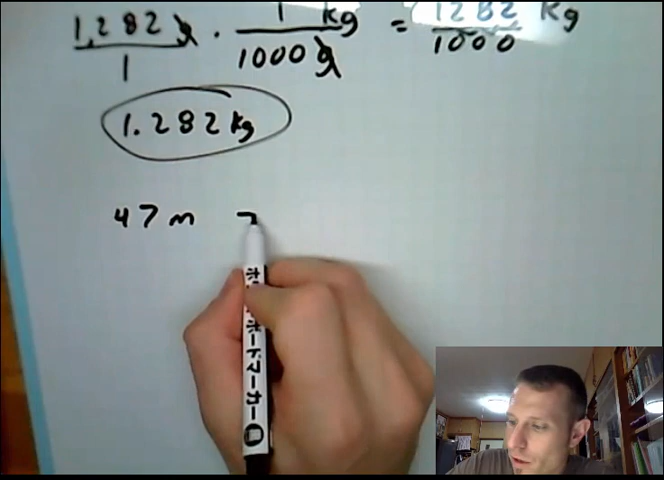 1,282 g / 1 · 1 kg / 1000 g = 1282 / 1000 Kg
1.282 kg
47 m
ホワイトボードマーカー